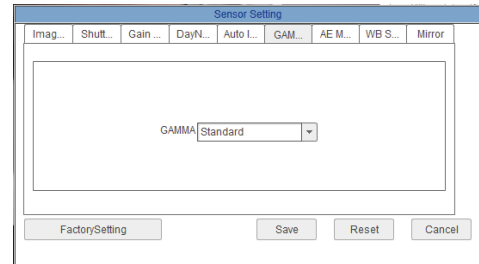 Sensor Setting
Imag... Shutt... Gain ... DayN... Auto I... GAM... AE M... WB S... Mirror
GAMMA Standard
FactorySetting Save Reset Cancel